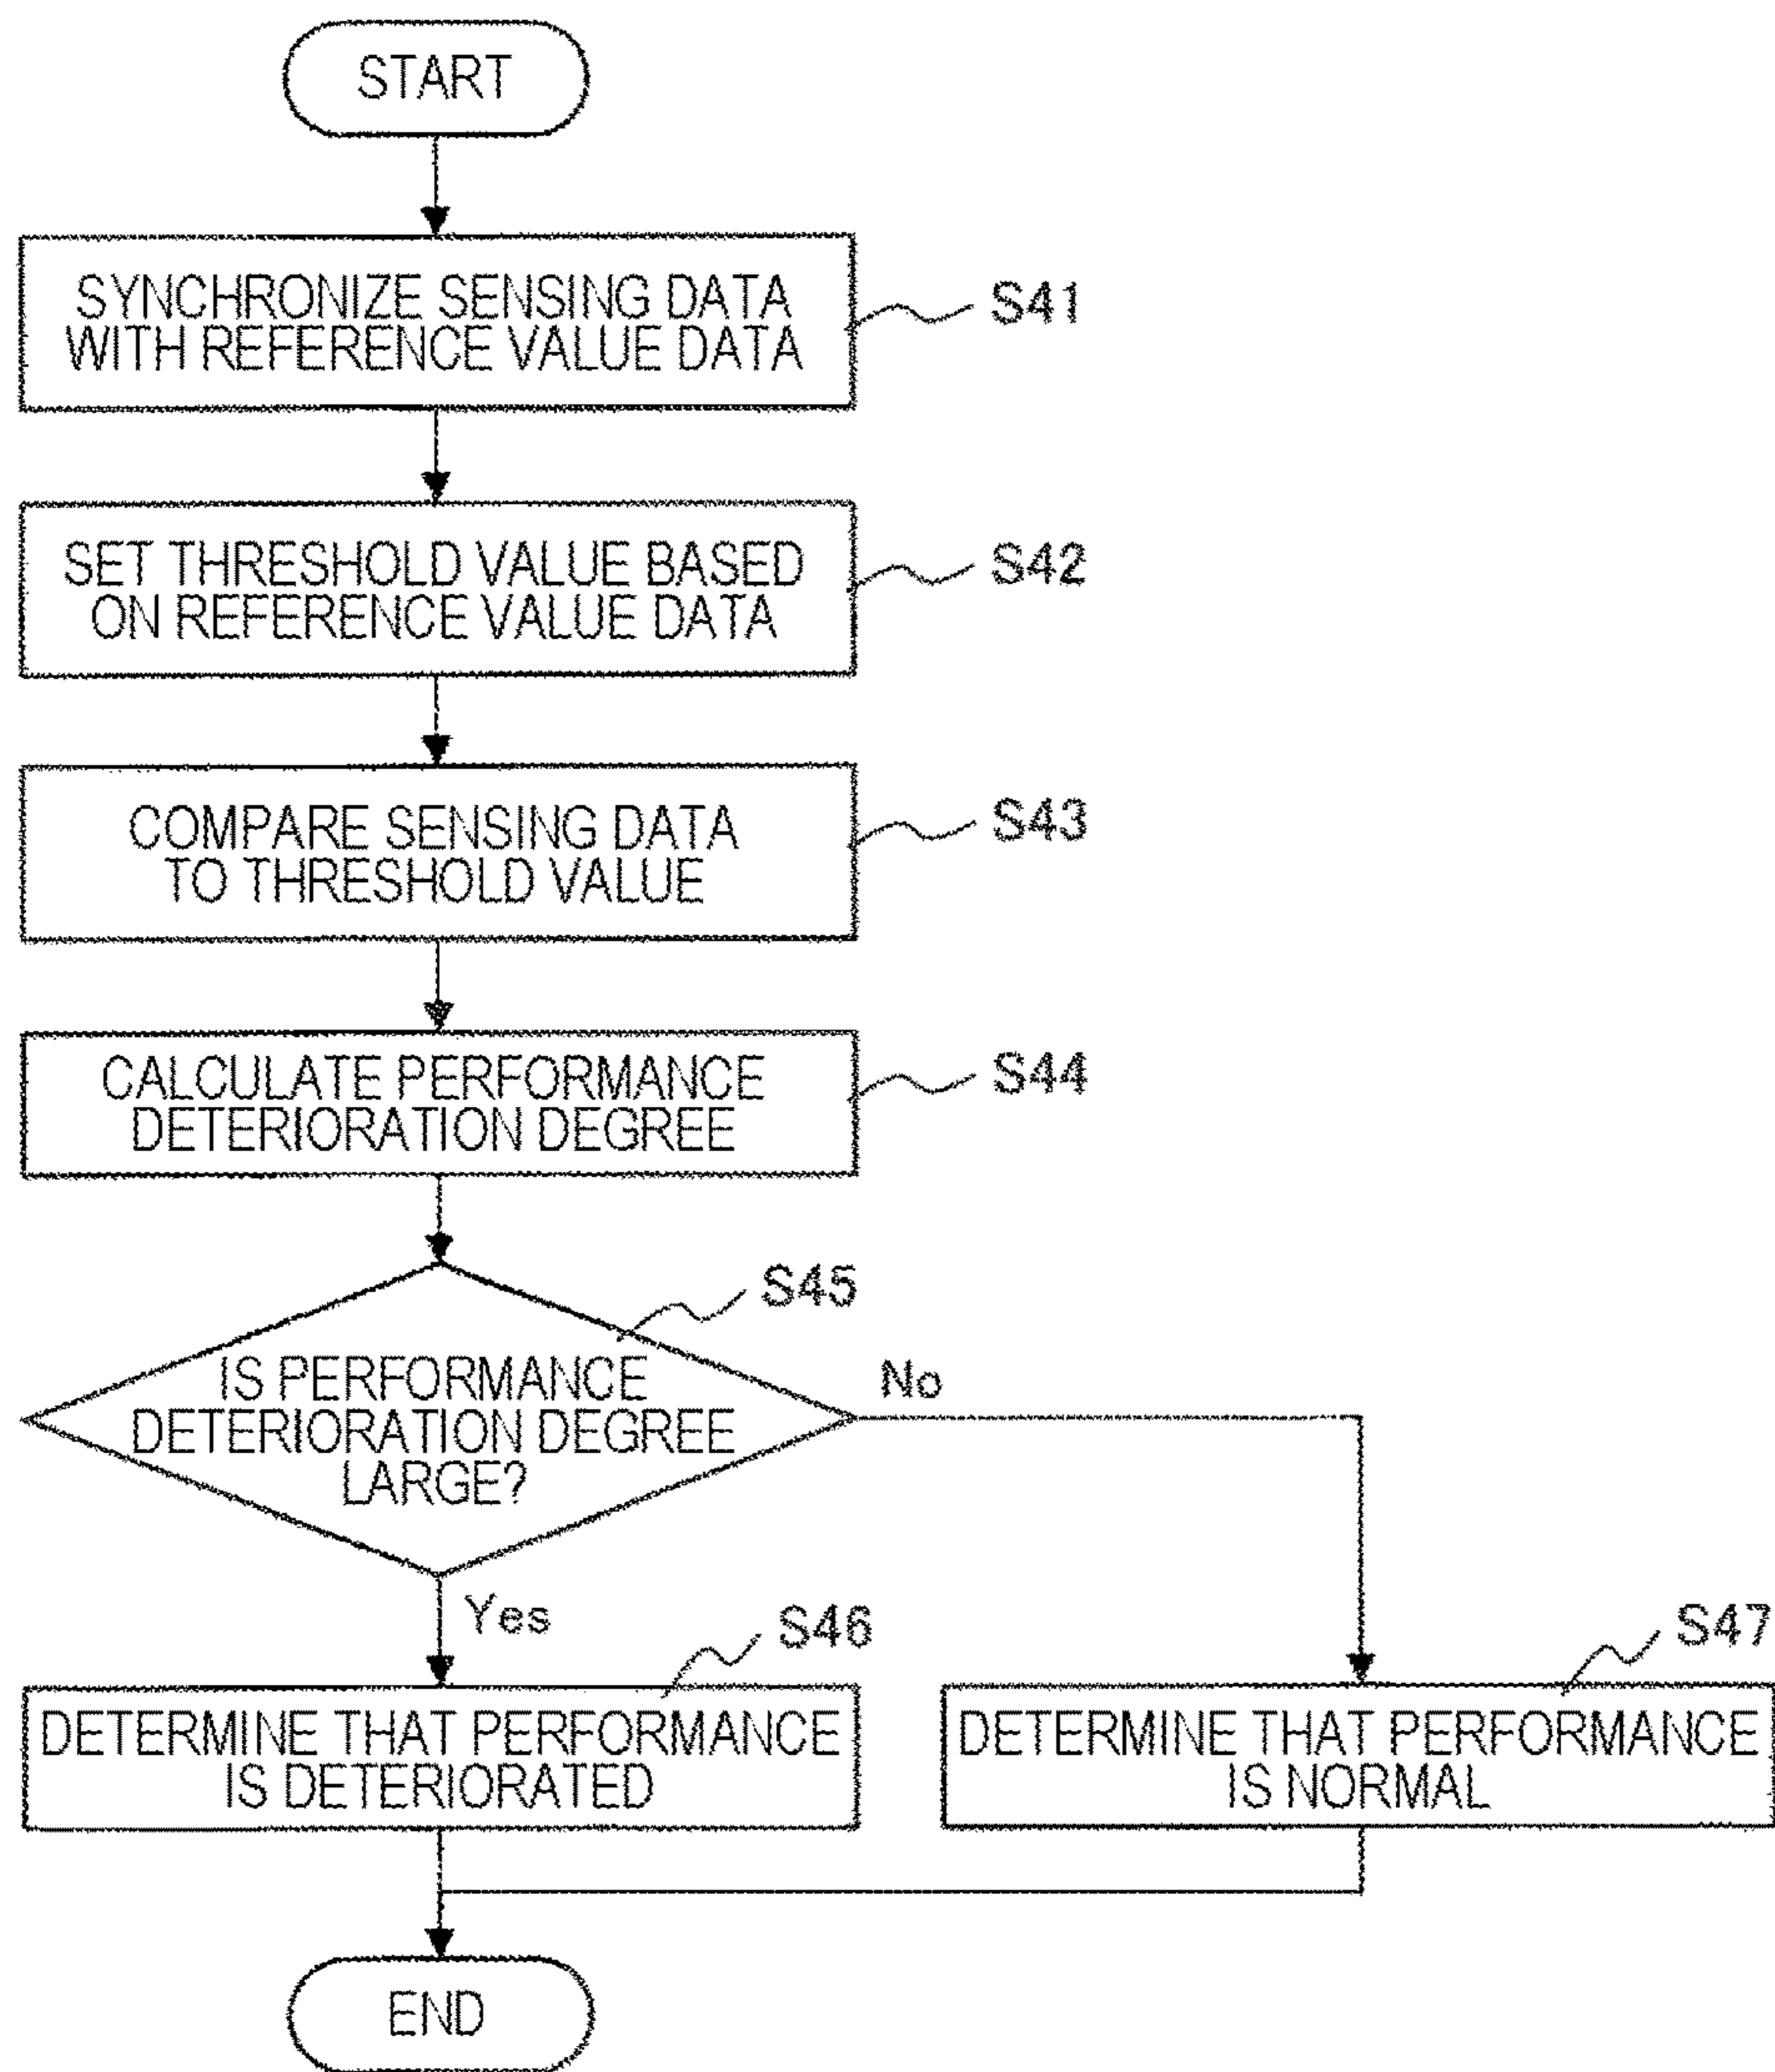 START
SYNCHRONIZE SENSING DATA
WITH REFERENCE VALUE DATA
S41
SET THRESHOLD VALUE BASED
ON REFERENCE VALUE DATA
S42
COMPARE SENSING DATA
TO THRESHOLD VALUE
S43
CALCULATE PERFORMANCE
DETERIORATION DEGREE
S44
S45
IS PERFORMANCE
DETERIORATION DEGREE
LARGE?
No
Yes
S46
DETERMINE THAT PERFORMANCE
IS DETERIORATED
S47
DETERMINE THAT PERFORMANCE
IS NORMAL
END